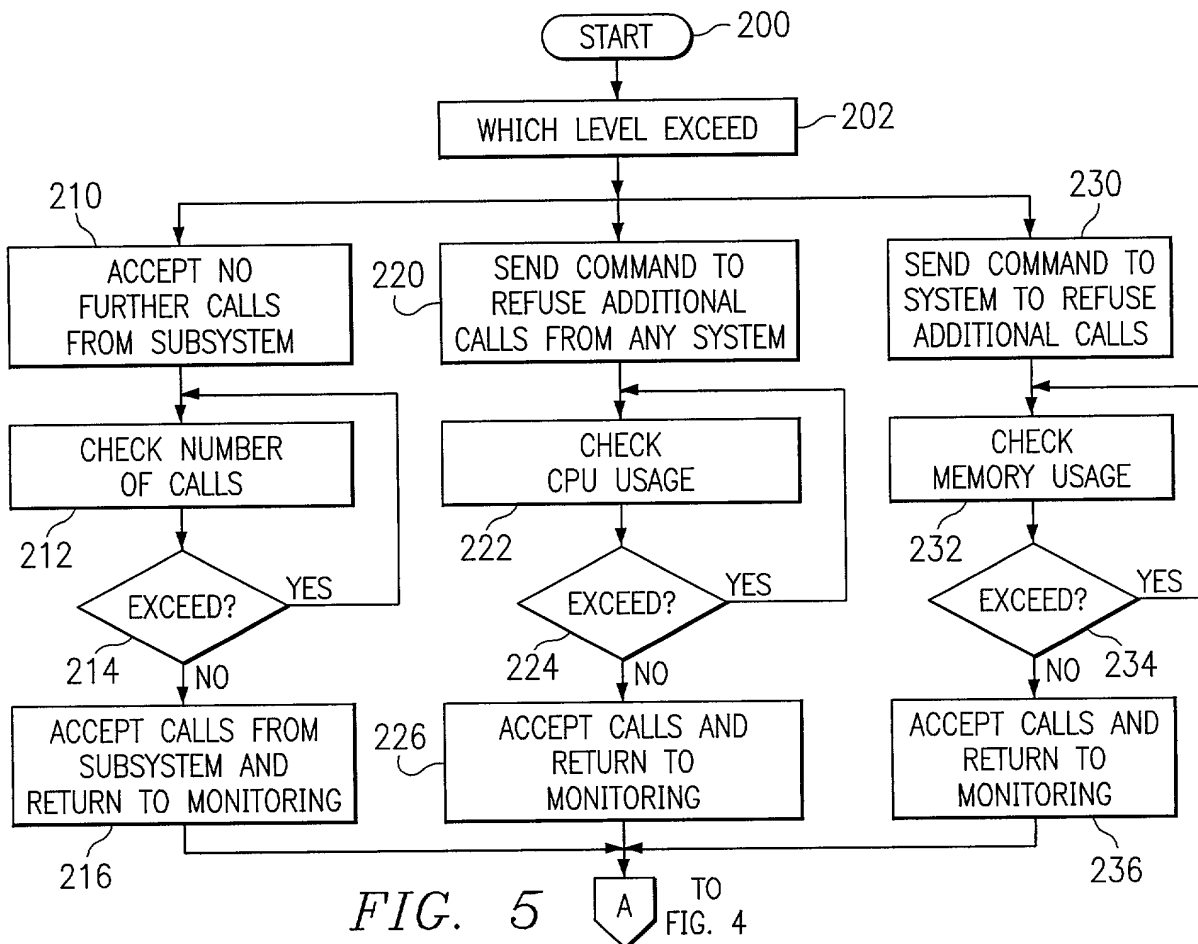 START
200
WHICH LEVEL EXCEED
202
210
ACCEPT NO
FURTHER CALLS
FROM SUBSYSTEM
220
SEND COMMAND TO
REFUSE ADDITIONAL
CALLS FROM ANY SYSTEM
230
SEND COMMAND TO
SYSTEM TO REFUSE
ADDITIONAL CALLS
CHECK NUMBER
OF CALLS
212
CHECK
CPU USAGE
222
CHECK
MEMORY USAGE
232
EXCEED?
YES
214
NO
EXCEED?
YES
224
NO
EXCEED?
YES
234
NO
ACCEPT CALLS FROM
SUBSYSTEM AND
RETURN TO MONITORING
216
226
ACCEPT CALLS AND
RETURN TO
MONITORING
ACCEPT CALLS AND
RETURN TO
MONITORING
236
FIG. 5
A
TO
FIG. 4